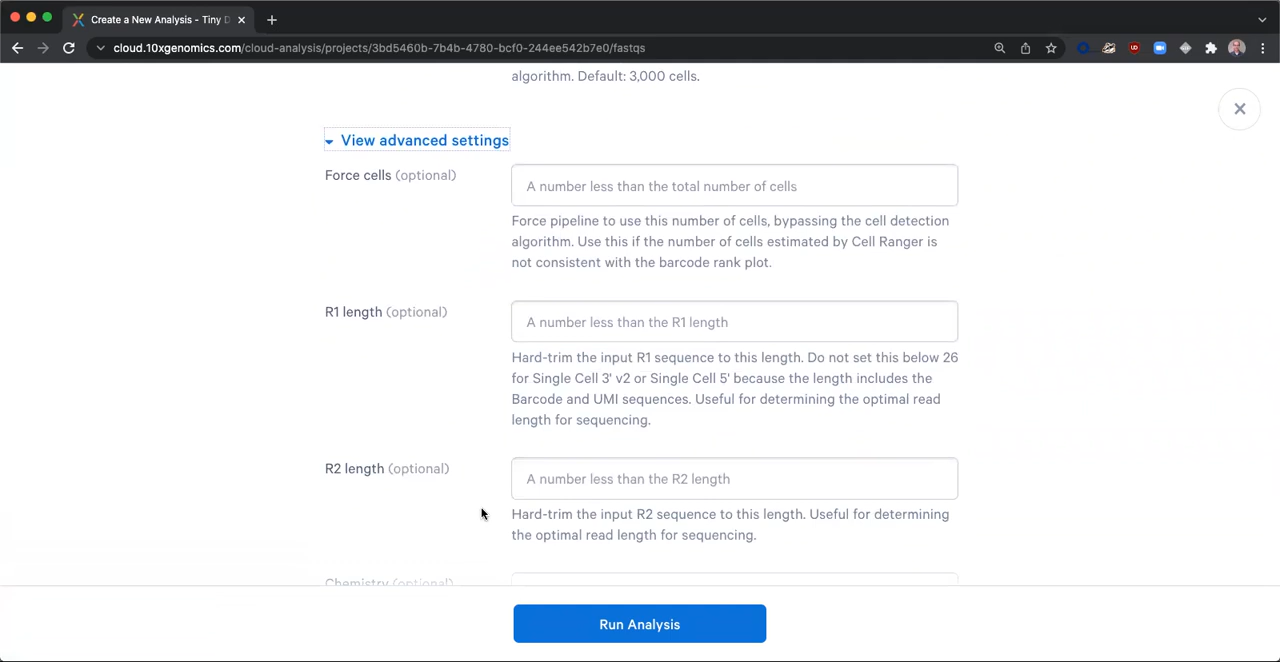 Create a New Analysis - Tiny D
cloud.10xgenomics.com/cloud-analysis/projects/3bd5460b-7b4b-4780-bcf0-244ee542b7e0/fastqs
algorithm. Default: 3,000 cells.
View advanced settings
Force cells (optional)
A number less than the total number of cells
Force pipeline to use this number of cells, bypassing the cell detection
algorithm. Use this if the number of cells estimated by Cell Ranger is
not consistent with the barcode rank plot.
R1 length (optional)
A number less than the R1 length
Hard-trim the input R1 sequence to this length. Do not set this below 26
for Single Cell 3' v2 or Single Cell 5' because the length includes the
Barcode and UMI sequences. Useful for determining the optimal read
length for sequencing.
R2 length (optional)
A number less than the R2 length
Hard-trim the input R2 sequence to this length. Useful for determining
the optimal read length for sequencing.
Chemistry (optional)
Run Analysis